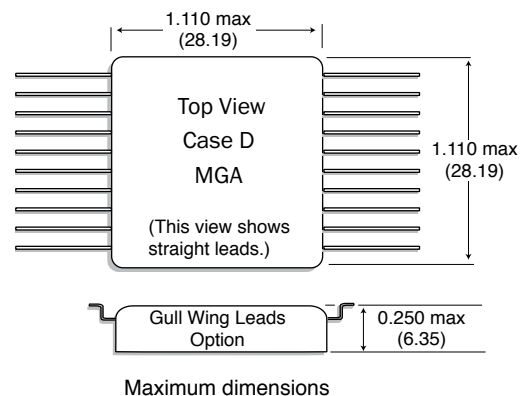 1.110 max
(28.19)
Top View
Case D
MGA
(This view shows
straight leads.)
1.110 max
(28.19)
Gull Wing Leads
Option
0.250 max
(6.35)
Maximum dimensions